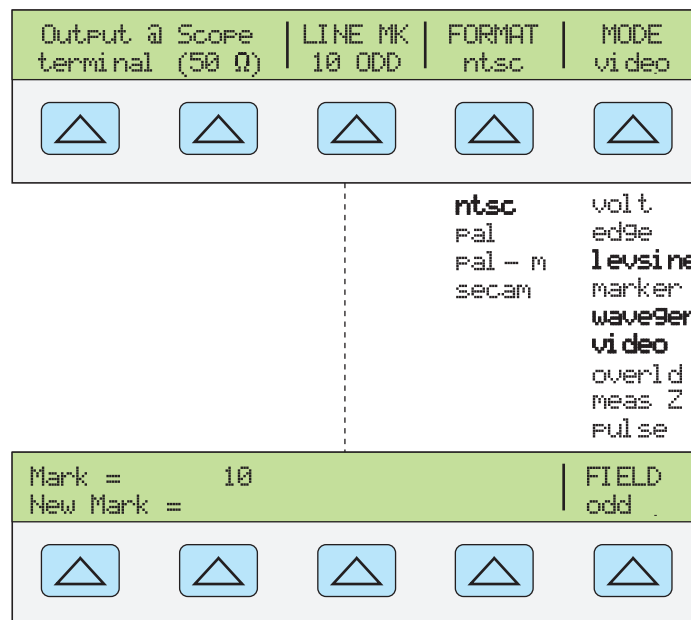 Output @ Scope
terminal (50 Ω)
LINE MK
10 ODD
FORMAT
ntsc
MODE
video
ntsc
pal
pal - m
secam
volt
edge
levsine
marker
wavegen
video
overld
meas Z
pulse
Mark = 10
New Mark =
FIELD
odd